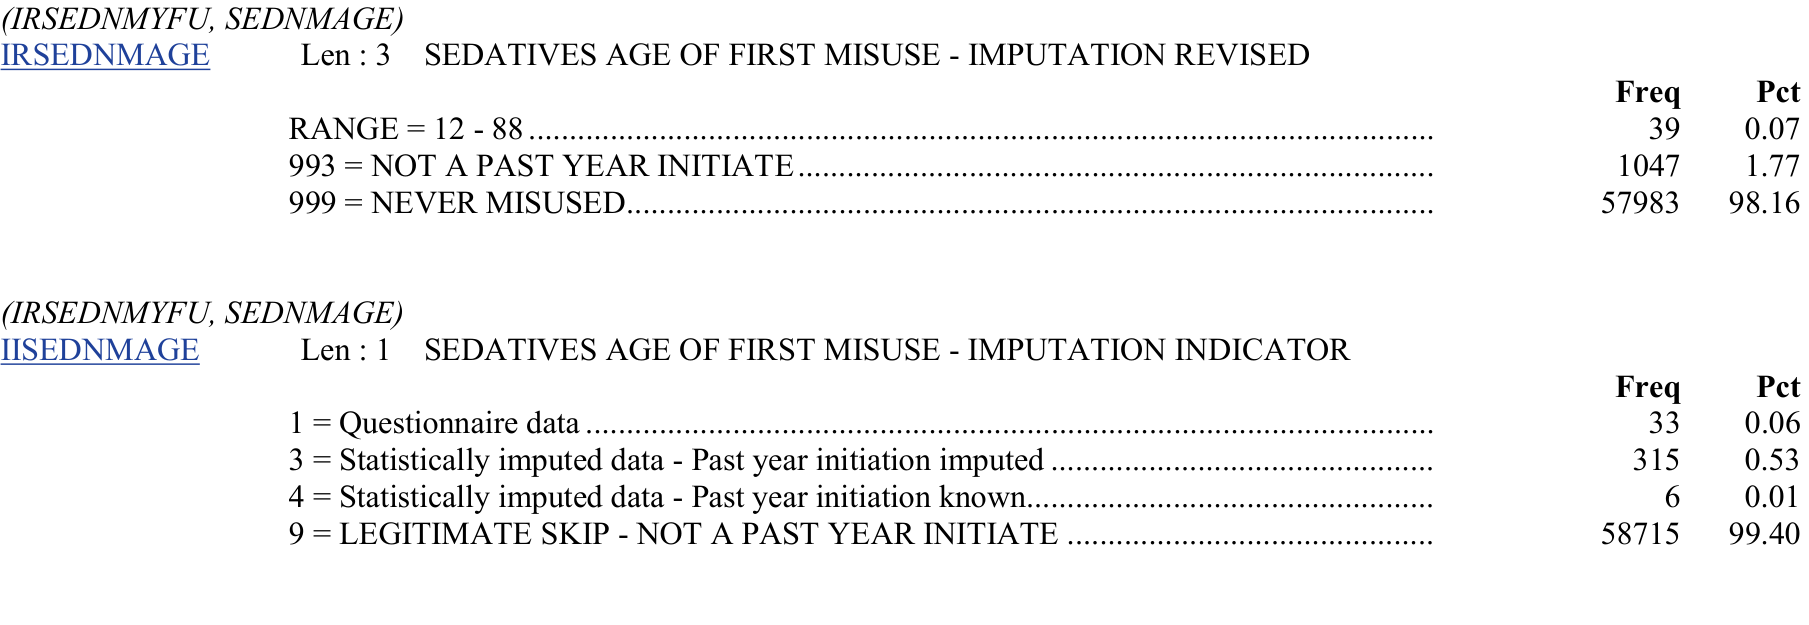 (IRSEDNMYFU, SEDNMAGE)
IRSEDNMAGE Len : 3 SEDATIVES AGE OF FIRST MISUSE - IMPUTATION REVISED
Freq Pct
RANGE = 12 - 88 ........................................ 39 0.07
993 = NOT A PAST YEAR INITIATE ........................................ 1047 1.77
999 = NEVER MISUSED ........................................ 57983 98.16
(IRSEDNMYFU, SEDNMAGE)
IISEDNMAGE Len : 1 SEDATIVES AGE OF FIRST MISUSE - IMPUTATION INDICATOR
Freq Pct
1 = Questionnaire data ........................................ 33 0.06
3 = Statistically imputed data - Past year initiation imputed ........................................ 315 0.53
4 = Statistically imputed data - Past year initiation known ........................................ 6 0.01
9 = LEGITIMATE SKIP - NOT A PAST YEAR INITIATE ........................................ 58715 99.40